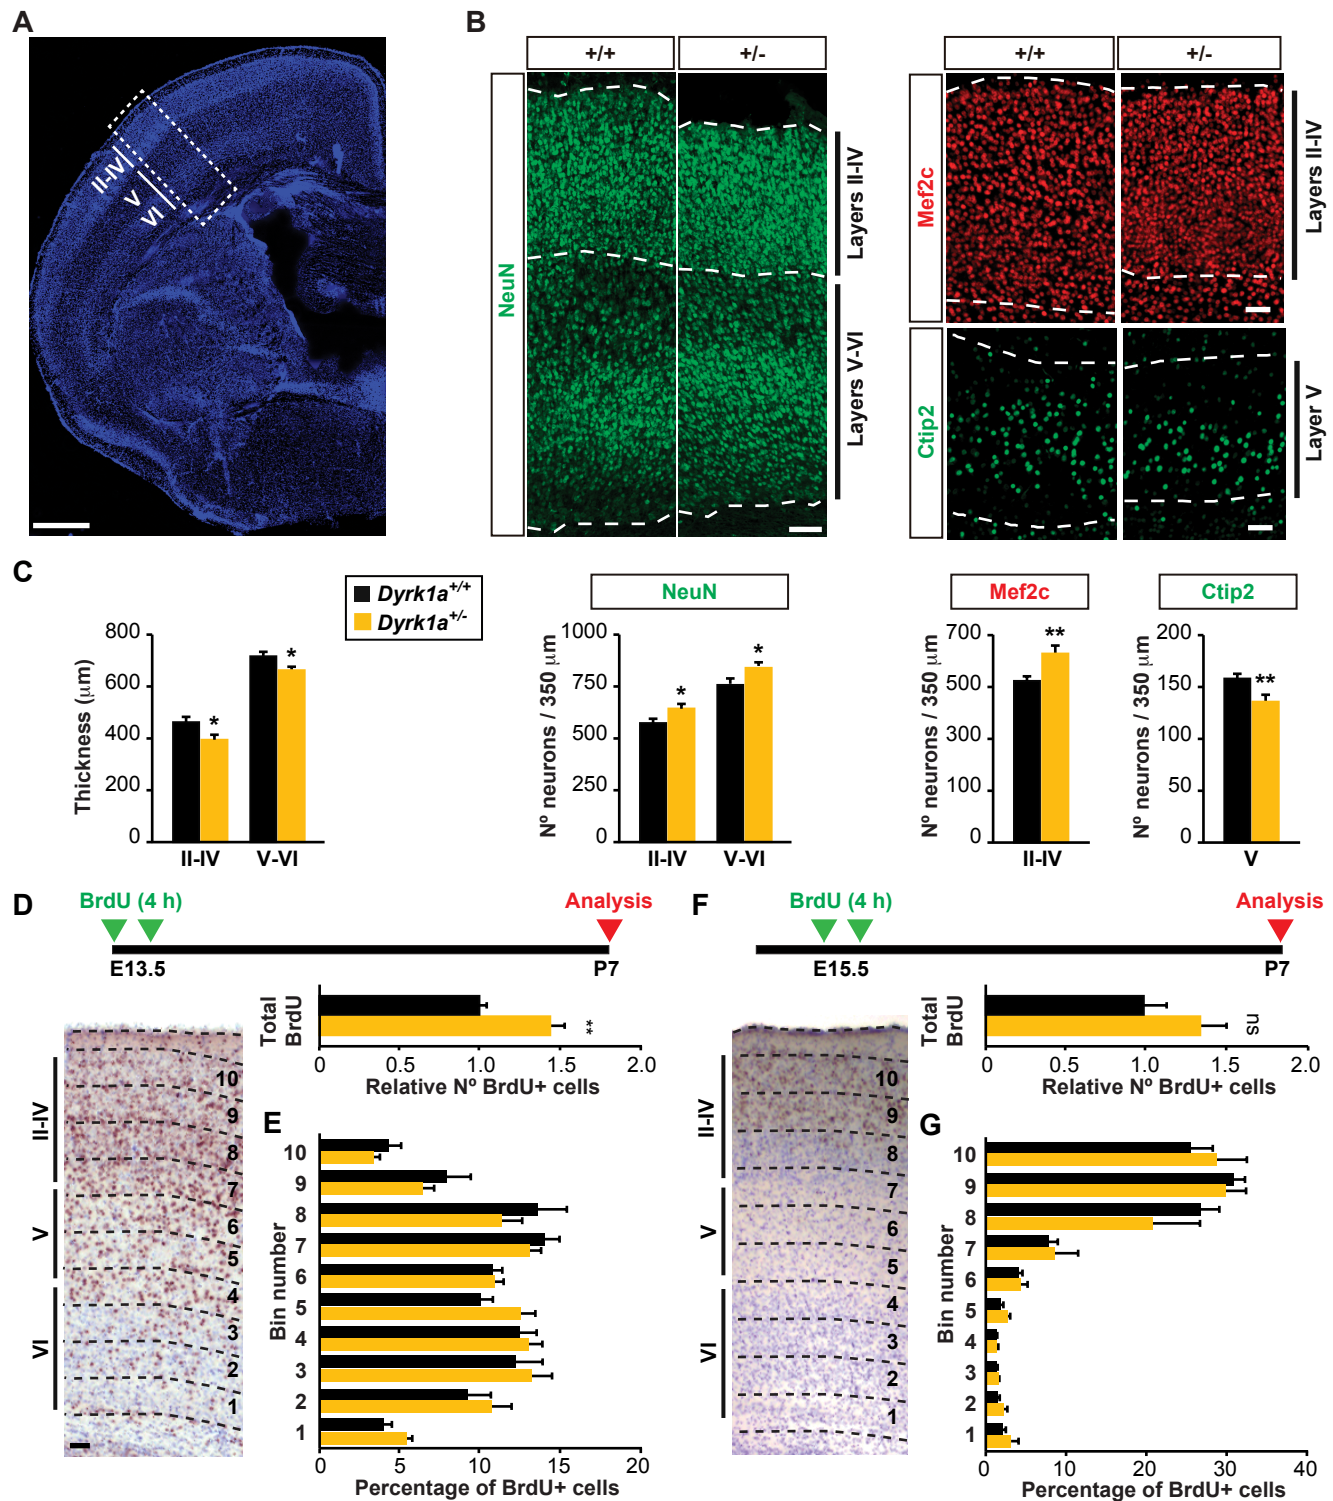 A
II-IV
V
VI
B
+/+
+/-
NeuN
Layers II-IV
Layers V-VI
+/+
+/-
Mef2c
Layers II-IV
Ctip2
Layer V
C
Dyrk1a+/+
Dyrk1a+/-
Thickness (µm)
800
600
400
200
0
II-IV
V-VI
*
*
NeuN
Nº neurons / 350 µm
1000
750
500
250
0
II-IV
V-VI
*
*
Mef2c
Nº neurons / 350 µm
700
500
300
100
0
II-IV
**
Ctip2
Nº neurons / 350 µm
200
150
100
50
0
V
**
D
BrdU (4 h)
Analysis
E13.5
P7
II-IV
V
VI
10
9
8
7
6
5
4
3
2
1
Total
BrdU
**
0
0.5
1.0
1.5
2.0
Relative Nº BrdU+ cells
E
Bin number
10
9
8
7
6
5
4
3
2
1
0
5
10
15
20
Percentage of BrdU+ cells
F
BrdU (4 h)
Analysis
E15.5
P7
II-IV
V
VI
10
9
8
7
6
5
4
3
2
1
Total
BrdU
ns
0
0.5
1.0
1.5
2.0
Relative Nº BrdU+ cells
G
Bin number
10
9
8
7
6
5
4
3
2
1
0
10
20
30
40
Percentage of BrdU+ cells